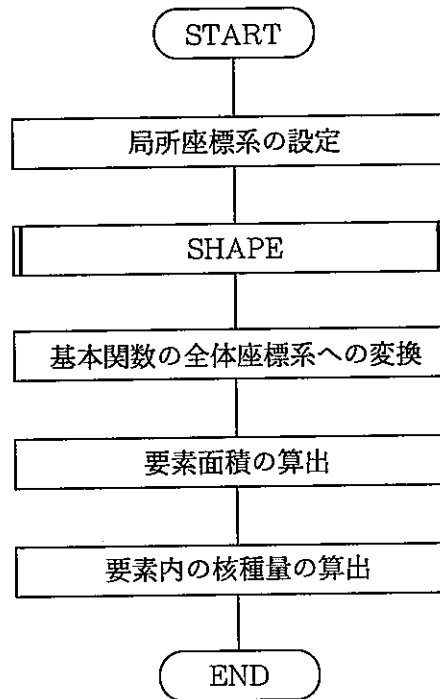 START
局所座標系の設定
SHAPE
基本関数の全体座標系への変換
要素面積の算出
要素内の核種量の算出
END